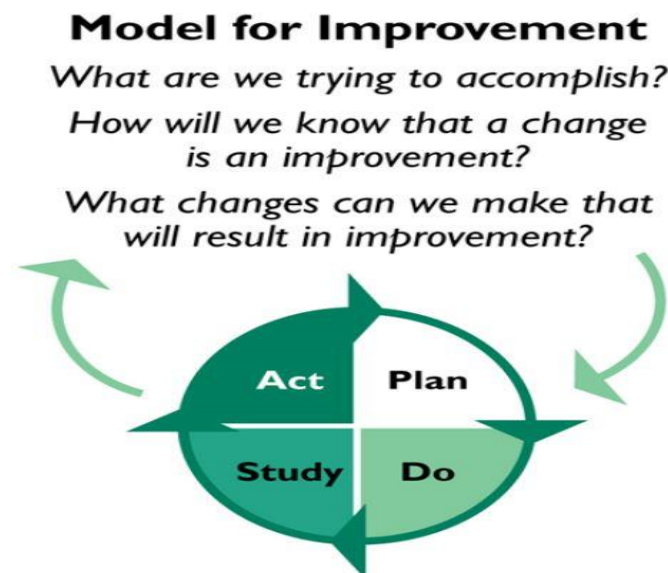 Model for Improvement
What are we trying to accomplish?
How will we know that a change
is an improvement?
What changes can we make that
will result in improvement?
Act
Plan
Study
Do